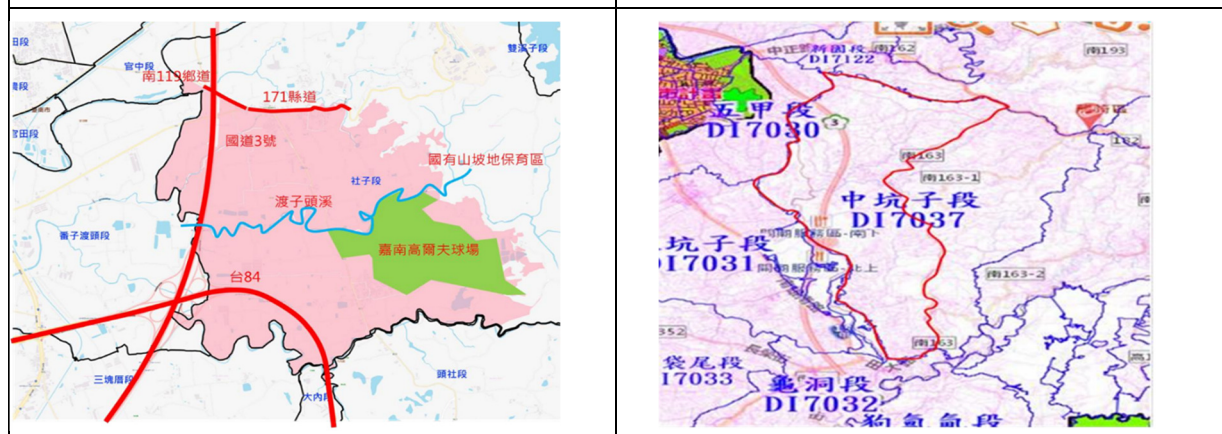 田段
官中段
雙溪子段
南119鄉道
171縣道
國道3號
國有山坡地保育區
社子段
渡子頭溪
官田段
番子渡頭段
嘉南高爾夫球場
台84
三塊厝段
頭社段
大內段
中正
新園段
DI7122
南162
南193
五甲段
DI7030
3
南163
182
南163-1
中坑子段
DI7037
坑子段
DI7031
南163-2
352
南163
袋尾段
I7033
龜洞段
DI7032
狗氳氳段